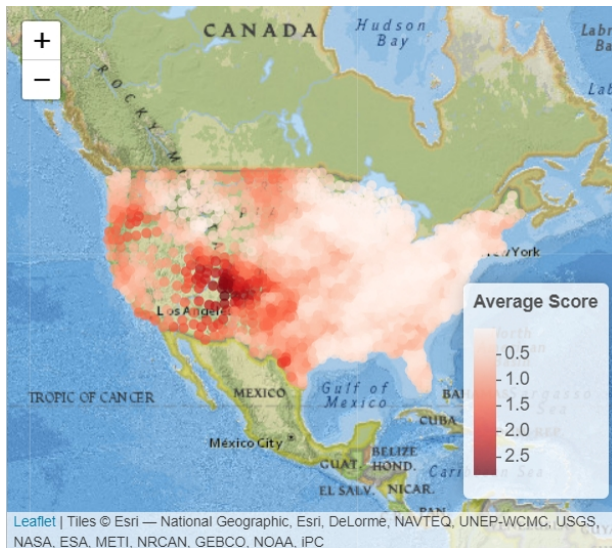 +
−
CANADA
Hudson
Bay
ROCKY
Los Angeles
TROPIC OF CANCER
MEXICO
Gulf of
Mexico
México City
CUBA
BELIZE
GUAT.
HOND.
EL SALV.
NICAR.
Average Score
0.5
1.0
1.5
2.0
2.5
Leaflet | Tiles © Esri — National Geographic, Esri, DeLorme, NAVTEQ, UNEP-WCMC, USGS,
NASA, ESA, METI, NRCAN, GEBCO, NOAA, iPC